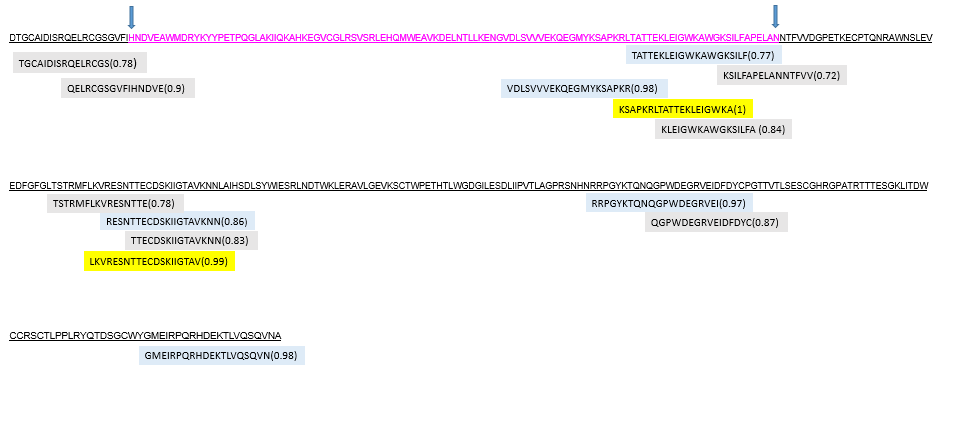 DTGCAIDISRQELRCGSGVFIHNDVEAWMDRYKYYPETPQGLAKIIQKAHKEGVCGLRSVSRLEHQMWEAVKDELNTLLKENGVDLSVVVEKQEGMYKSAPKRLTATTEKLEIGWKAWGKSILFAPELANNTFVVDGPETKECPTQNRAWNSLEV
TGCAIDISRQELRCGS(0.78)
TATTEKLEIGWKAWGKSILF(0.77)
KSILFAPELANNTFVV(0.72)
QELRCGSGVFIHNDVE(0.9)
VDLSVVVEKQEGMYKSAPKR(0.98)
KSAPKRLTATTEKLEIGWKA(1)
KLEIGWKAWGKSILFA (0.84)
EDFGFGLTSTRMFLKVRESNTTECDSKIIGTAVKNNLAIHSDLSYWIESRLNDTWKLERAVLGEVKSCTWPETHTLWGDGILESDLIIPVTLAGPRSNHNRRPGYKTQNQGPWDEGRVEIDFDYCPGTTVTLSESCGHRGPATRTTTESGKLITDW
TSTRMFLKVRESNTTE(0.78)
RRPGYKTQNQGPWDEGRVEI(0.97)
RESNTTECDSKIIGTAVKNN(0.86)
QGPWDEGRVEIDFDYC(0.87)
TTECDSKIIGTAVKNN(0.83)
LKVRESNTTECDSKIIGTAV(0.99)
CCRSCTLPPLRYQTDSGCWYGMEIRPQRHDEKTLVQSQVNA
GMEIRPQRHDEKTLVQSQVN(0.98)